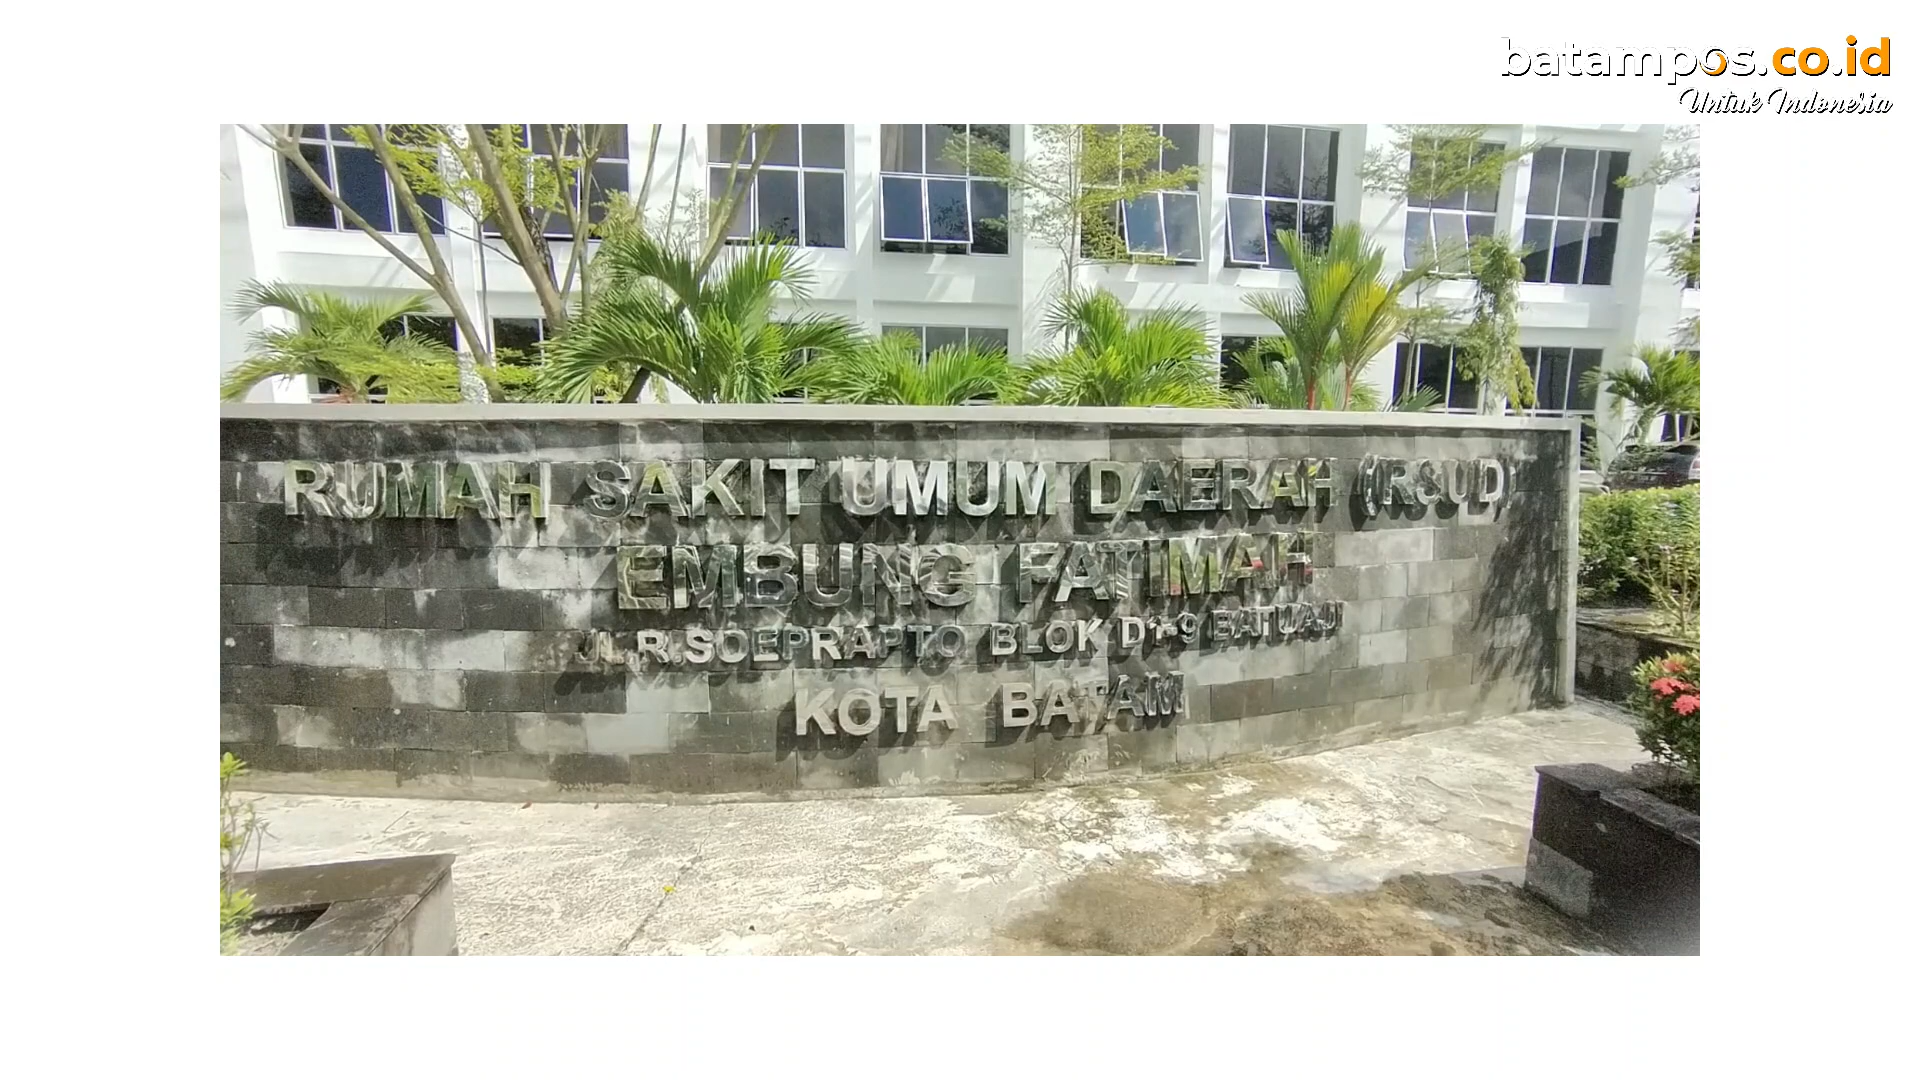 batampos.co.id
Untuk Indonesia
RUMAH SAKIT UMUM DAERAH (RSUD)
EMBUNG FATIMAH
JL.R.SOEPRAPTO BLOK D1-9 BATUAJI
KOTA BATAM